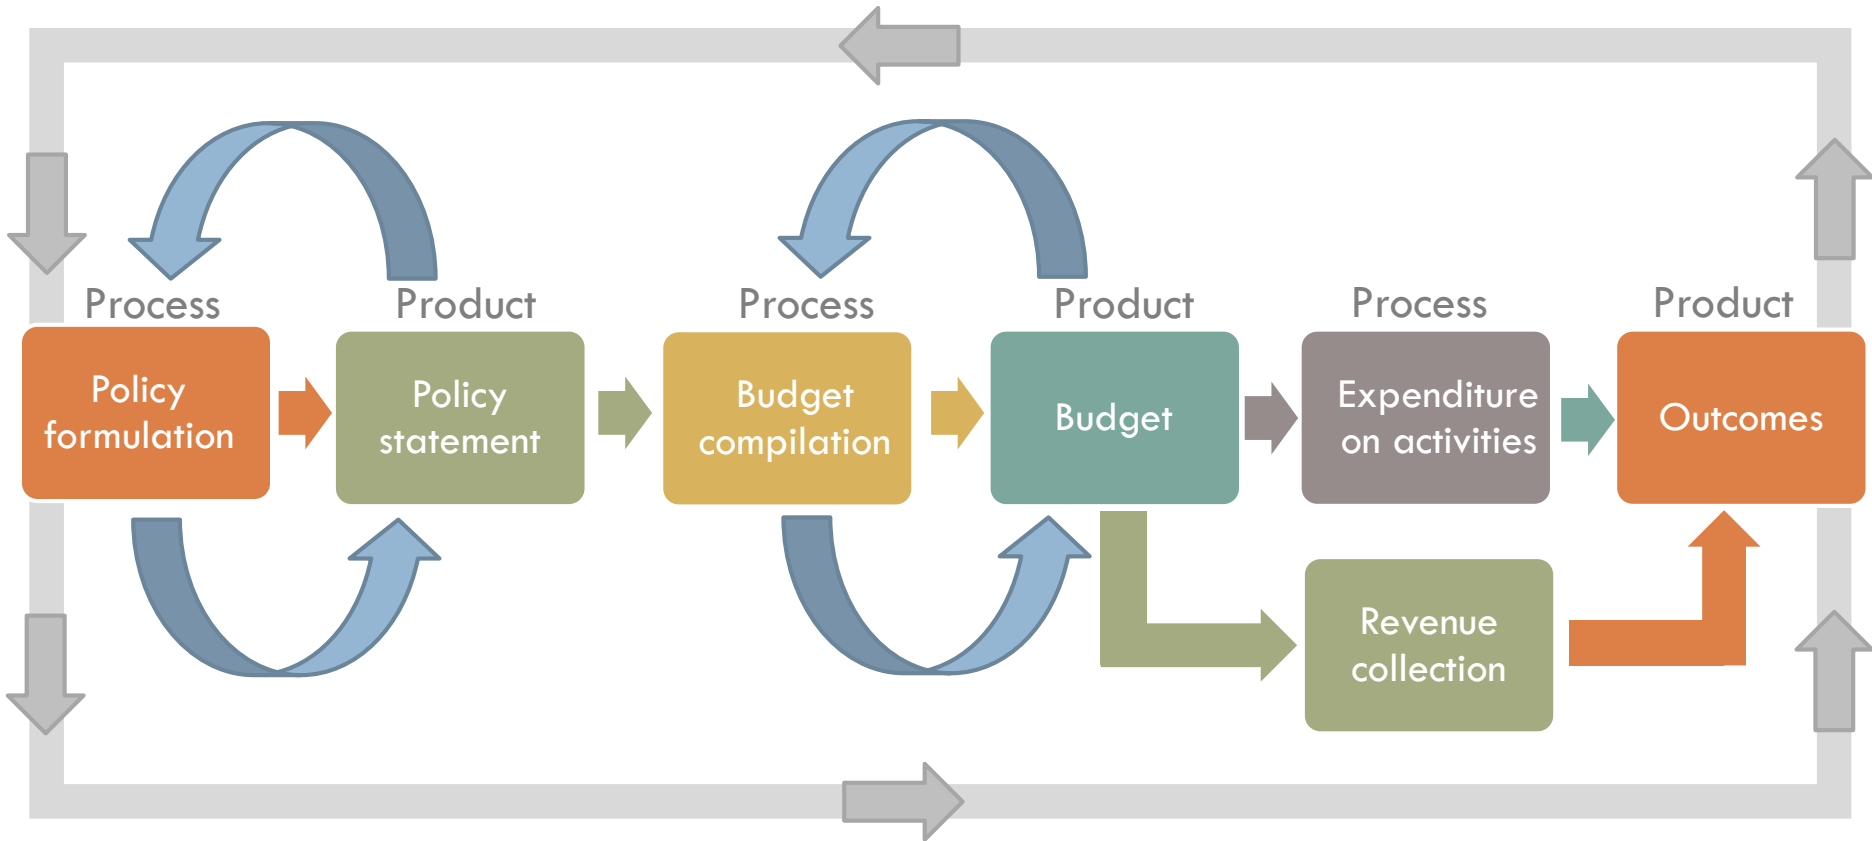 Process
Product
Process
Product
Process
Product
Policy
formulation
Policy
statement
Budget
compilation
Budget
Expenditure
on activities
Outcomes
Revenue
collection